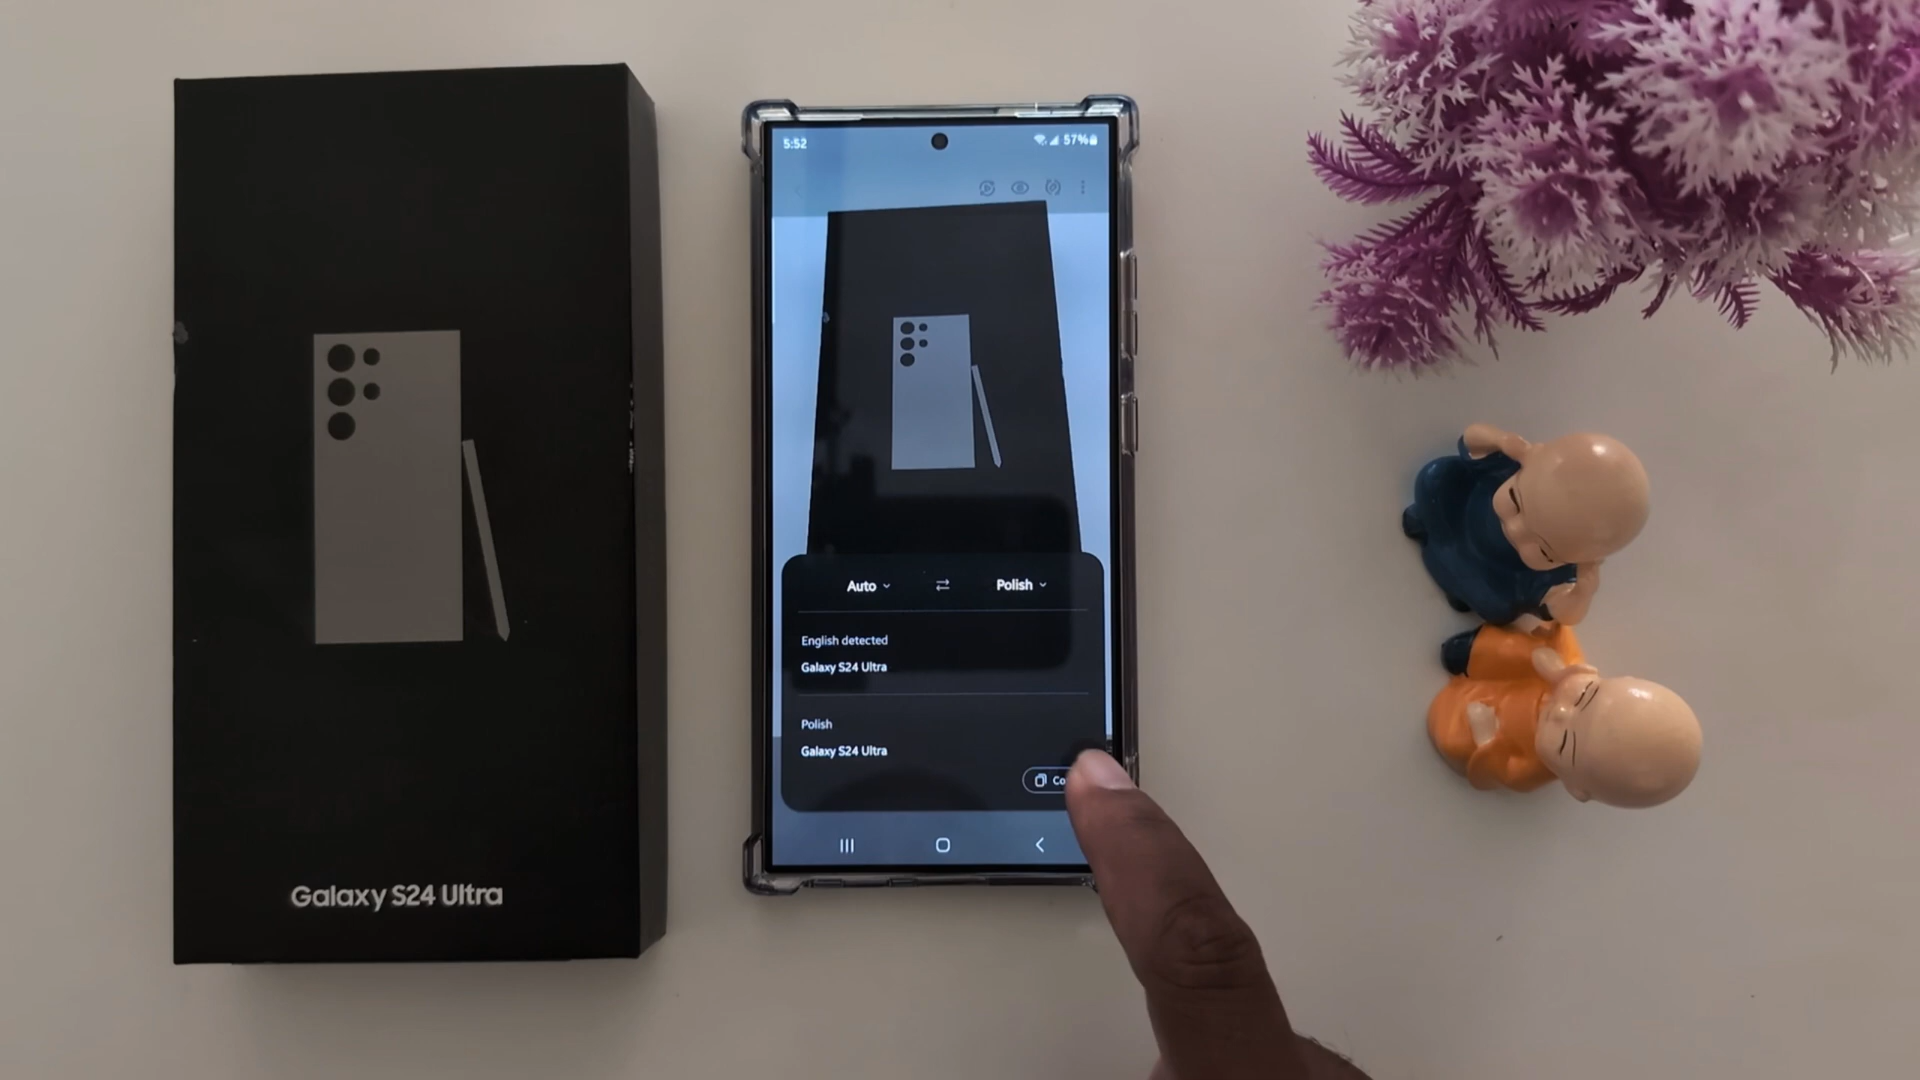 Galaxy S24 Ultra
5:52
57%
Auto
Polish
English detected
Galaxy S24 Ultra
Polish
Galaxy S24 Ultra